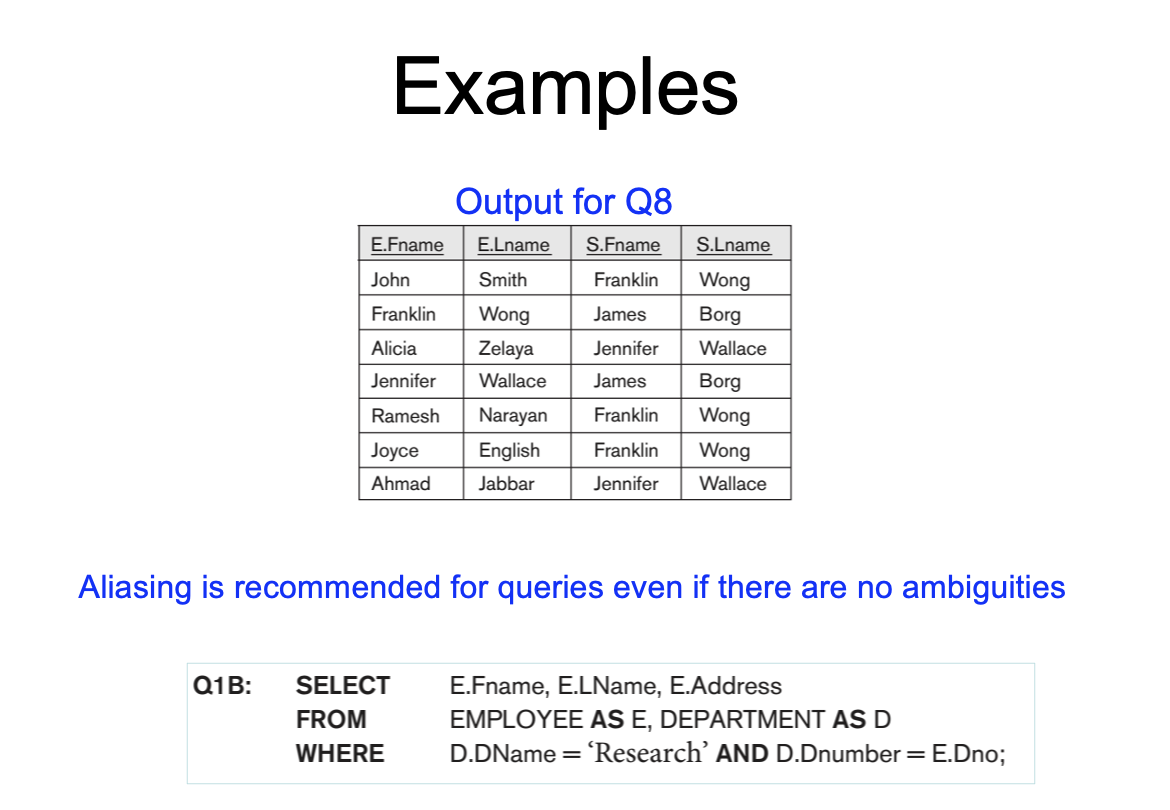 Examples
Output for Q8
E.Fname E.Lname S.Fname S.Lname
John Smith Franklin Wong
Franklin Wong James Borg
Alicia Zelaya Jennifer Wallace
Jennifer Wallace James Borg
Ramesh Narayan Franklin Wong
Joyce English Franklin Wong
Ahmad Jabbar Jennifer Wallace
Aliasing is recommended for queries even if there are no ambiguities
Q1B: SELECT E.Fname, E.LName, E.Address
FROM EMPLOYEE AS E, DEPARTMENT AS D
WHERE D.DName = ‘Research’ AND D.Dnumber = E.Dno;